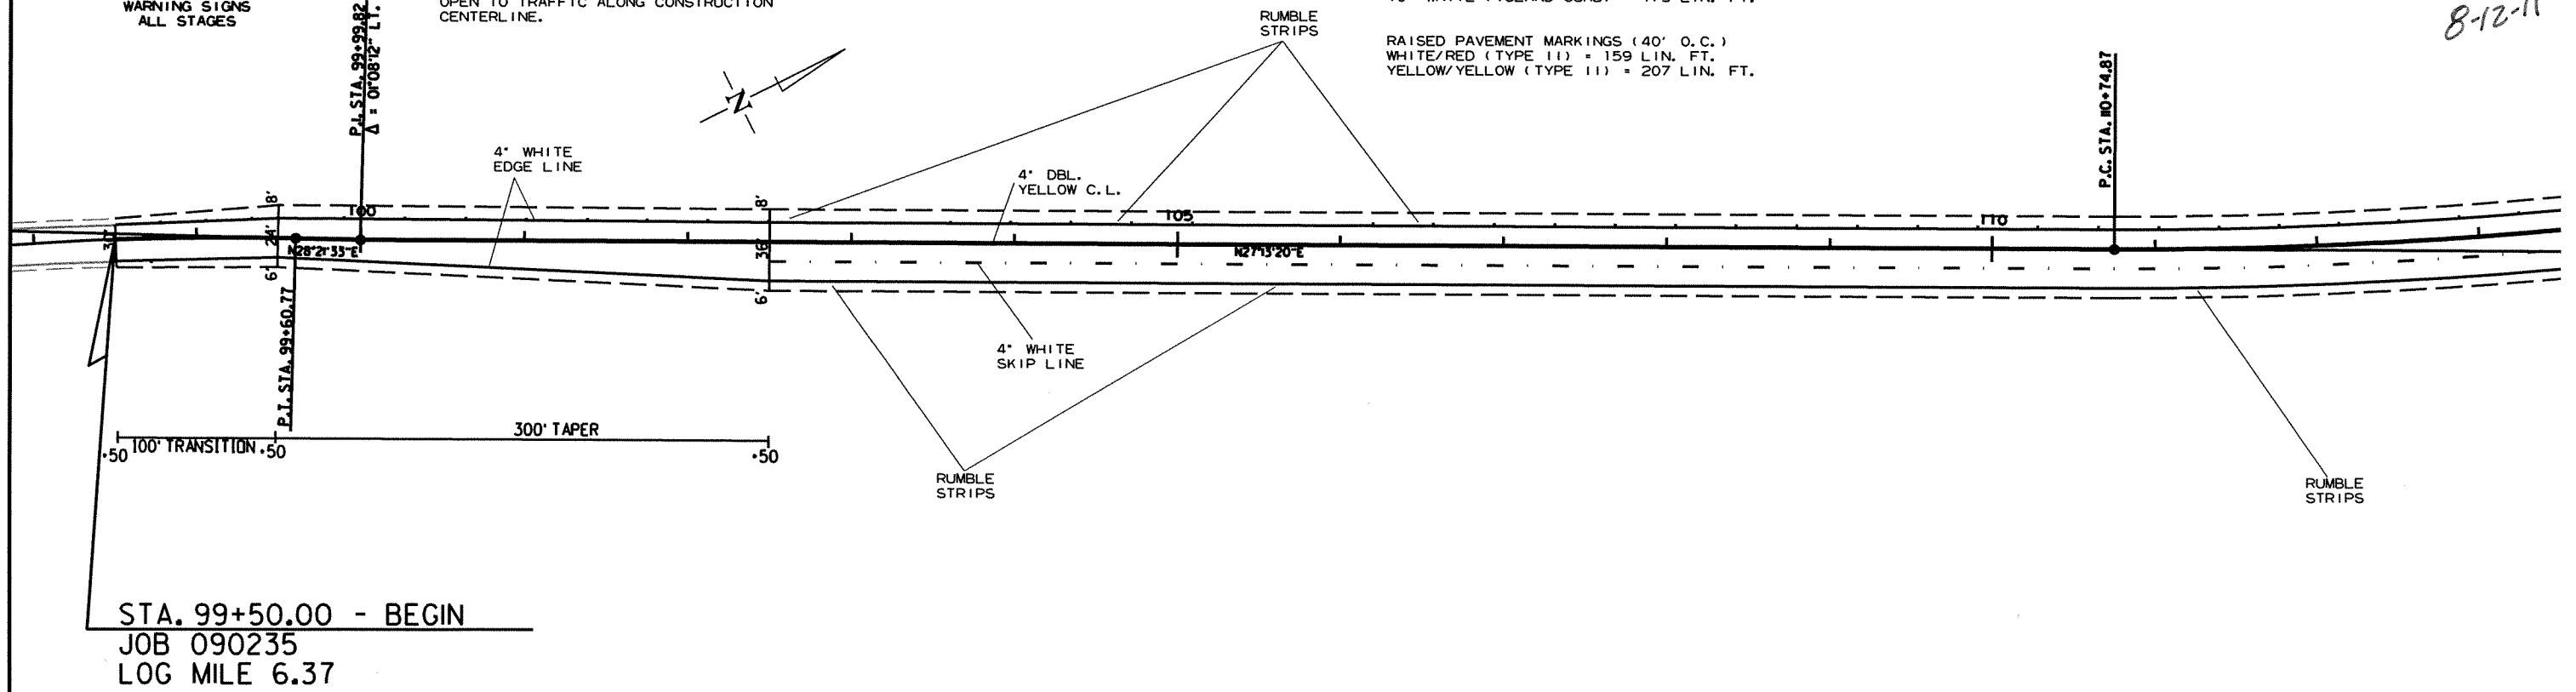 WARNING SIGNS
ALL STAGES
P.I. STA. 99+99.82
Δ = 01°08'12" LT.
OPEN TO TRAFFIC ALONG CONSTRUCTION
CENTERLINE.
RUMBLE
STRIPS
RAISED PAVEMENT MARKINGS (40' O.C.)
WHITE/RED (TYPE II) = 159 LIN. FT.
YELLOW/YELLOW (TYPE II) = 207 LIN. FT.
8-12-11
N
P.C. STA. 110+74.87
4" WHITE
EDGE LINE
4" DBL.
YELLOW C.L.
8'
100
8'
105
110
24'
36'
N28°21'33"E
N27°13'20"E
6'
6'
P.I. STA. 99+60.77
4" WHITE
SKIP LINE
300' TAPER
+50
100' TRANSITION
+50
+50
RUMBLE
STRIPS
RUMBLE
STRIPS
STA. 99+50.00 - BEGIN
JOB 090235
LOG MILE 6.37